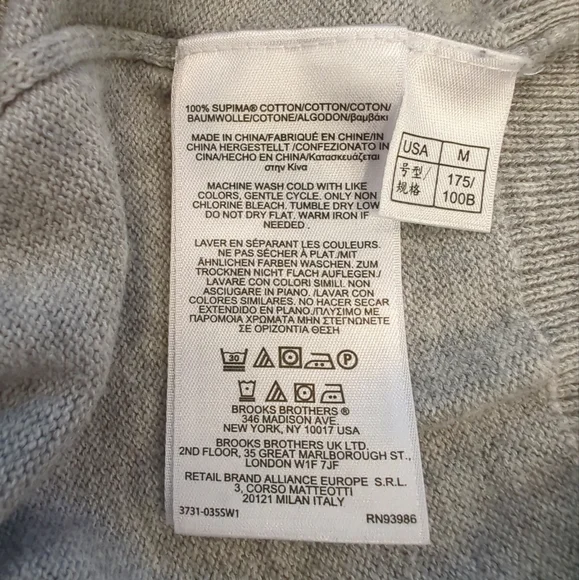 100% SUPIMA® COTTON/COTTON/COTON/
BAUMWOLLE/COTONE/ALGODON/βαμβάκι
MADE IN CHINA/FABRIQUÉ EN CHINE/IN
CHINA HERGESTELLT /CONFEZIONATO IN
CINA/HECHO EN CHINA/Κατασκευάζεται
στην Κίνα
MACHINE WASH COLD WITH LIKE
COLORS, GENTLE CYCLE. ONLY NON
CHLORINE BLEACH. TUMBLE DRY LOW
DO NOT DRY FLAT. WARM IRON IF
NEEDED .
LAVER EN SÉPARANT LES COULEURS.
NE PAS SÉCHER À PLAT./MIT
ÄHNLICHEN FARBEN WASCHEN. ZUM
TROCKNEN NICHT FLACH AUFLEGEN./
LAVARE CON COLORI SIMILI. NON
ASCIUGARE IN PIANO. /LAVAR CON
COLORES SIMILARES. NO HACER SECAR
EXTENDIDO EN PLANO/ΠΛΥΣΙΜΟ ΜΕ
ΠΑΡΟΜΟΙΑ ΧΡΩΜΑΤΑ ΜΗΝ ΣΤΕΓΝΩΝΕΤΕ
ΣΕ ΟΡΙΖΟΝΤΙΑ ΘΕΣΗ
30 P
BROOKS BROTHERS ®
346 MADISON AVE.
NEW YORK, NY 10017 USA
BROOKS BROTHERS UK LTD.
2ND FLOOR, 35 GREAT MARLBOROUGH ST.,
LONDON W1F 7JF
RETAIL BRAND ALLIANCE EUROPE S.R.L.
3, CORSO MATTEOTTI
20121 MILAN ITALY
3731-035SW1 RN93986
USA M
号型/ 175/
规格 100B